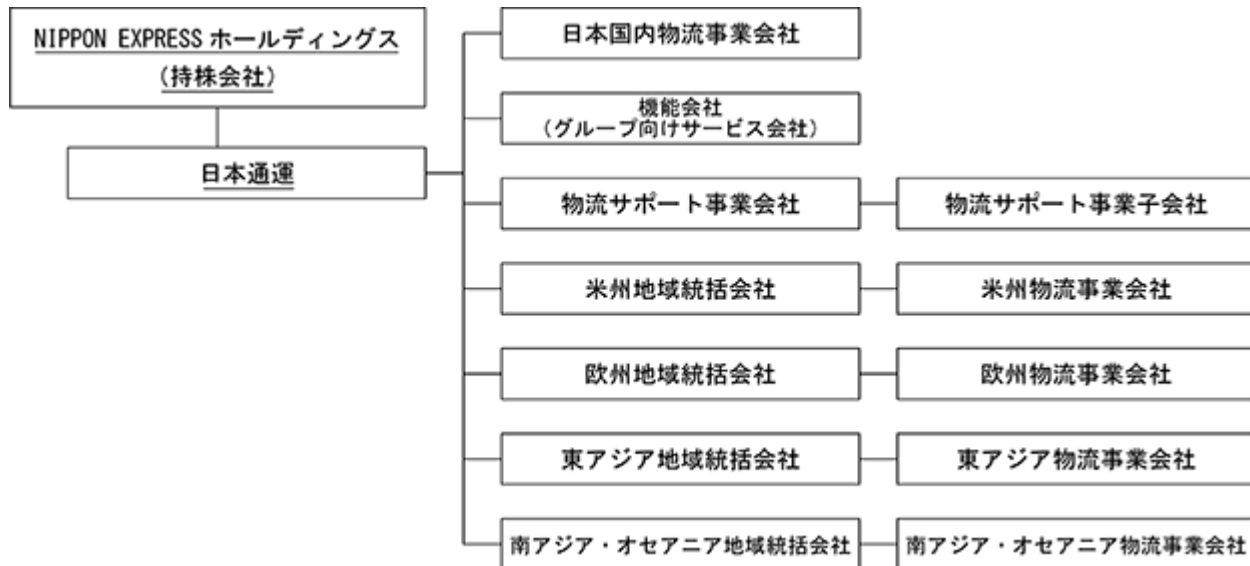 NIPPON EXPRESS ホールディングス
(持株会社)
日本通運
日本国内物流事業会社
機能会社
(グループ向けサービス会社)
物流サポート事業会社
物流サポート事業子会社
米州地域統括会社
米州物流事業会社
欧州地域統括会社
欧州物流事業会社
東アジア地域統括会社
東アジア物流事業会社
南アジア・オセアニア地域統括会社
南アジア・オセアニア物流事業会社